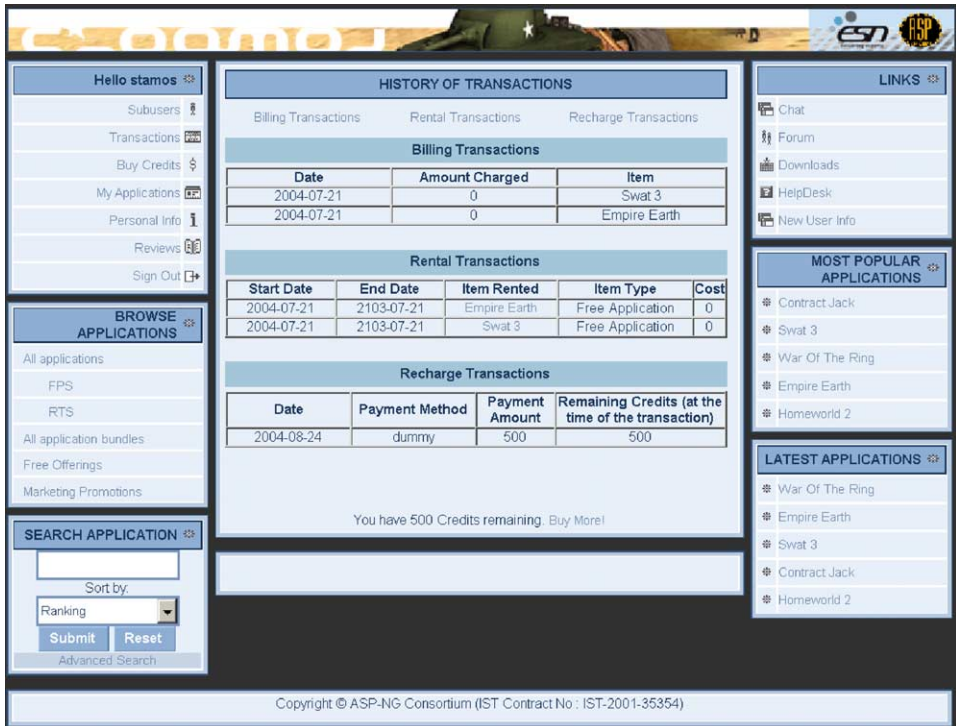 esn ASP
Hello stamos
Subusers
Transactions
Buy Credits
My Applications
Personal Info
Reviews
Sign Out
BROWSE
APPLICATIONS
All applications
FPS
RTS
All application bundles
Free Offerings
Marketing Promotions
SEARCH APPLICATION
Sort by:
Ranking
Submit Reset
Advanced Search
HISTORY OF TRANSACTIONS
Billing Transactions Rental Transactions Recharge Transactions
Billing Transactions
Date Amount Charged Item
2004-07-21 0 Swat 3
2004-07-21 0 Empire Earth
Rental Transactions
Start Date End Date Item Rented Item Type Cost
2004-07-21 2103-07-21 Empire Earth Free Application 0
2004-07-21 2103-07-21 Swat 3 Free Application 0
Recharge Transactions
Date Payment Method Payment Amount Remaining Credits (at the time of the transaction)
2004-08-24 dummy 500 500
You have 500 Credits remaining. Buy More!
LINKS
Chat
Forum
Downloads
HelpDesk
New User Info
MOST POPULAR
APPLICATIONS
Contract Jack
Swat 3
War Of The Ring
Empire Earth
Homeworld 2
LATEST APPLICATIONS
War Of The Ring
Empire Earth
Swat 3
Contract Jack
Homeworld 2
Copyright © ASP-NG Consortium (IST Contract No : IST-2001-35354)